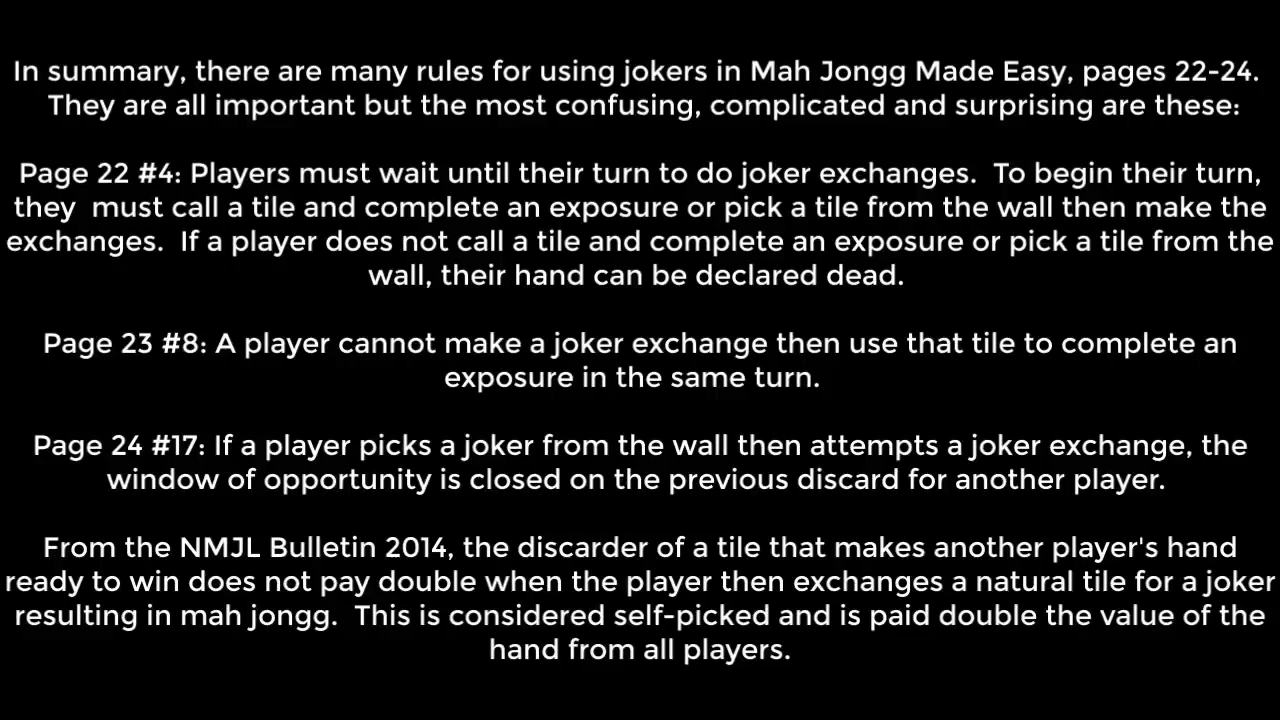 In summary, there are many rules for using jokers in Mah Jongg Made Easy, pages 22-24.
They are all important but the most confusing, complicated and surprising are these:
Page 22 #4: Players must wait until their turn to do joker exchanges.  To begin their turn,
they  must call a tile and complete an exposure or pick a tile from the wall then make the
exchanges.  If a player does not call a tile and complete an exposure or pick a tile from the
wall, their hand can be declared dead.
Page 23 #8: A player cannot make a joker exchange then use that tile to complete an
exposure in the same turn.
Page 24 #17: If a player picks a joker from the wall then attempts a joker exchange, the
window of opportunity is closed on the previous discard for another player.
From the NMJL Bulletin 2014, the discarder of a tile that makes another player's hand
ready to win does not pay double when the player then exchanges a natural tile for a joker
resulting in mah jongg.  This is considered self-picked and is paid double the value of the
hand from all players.